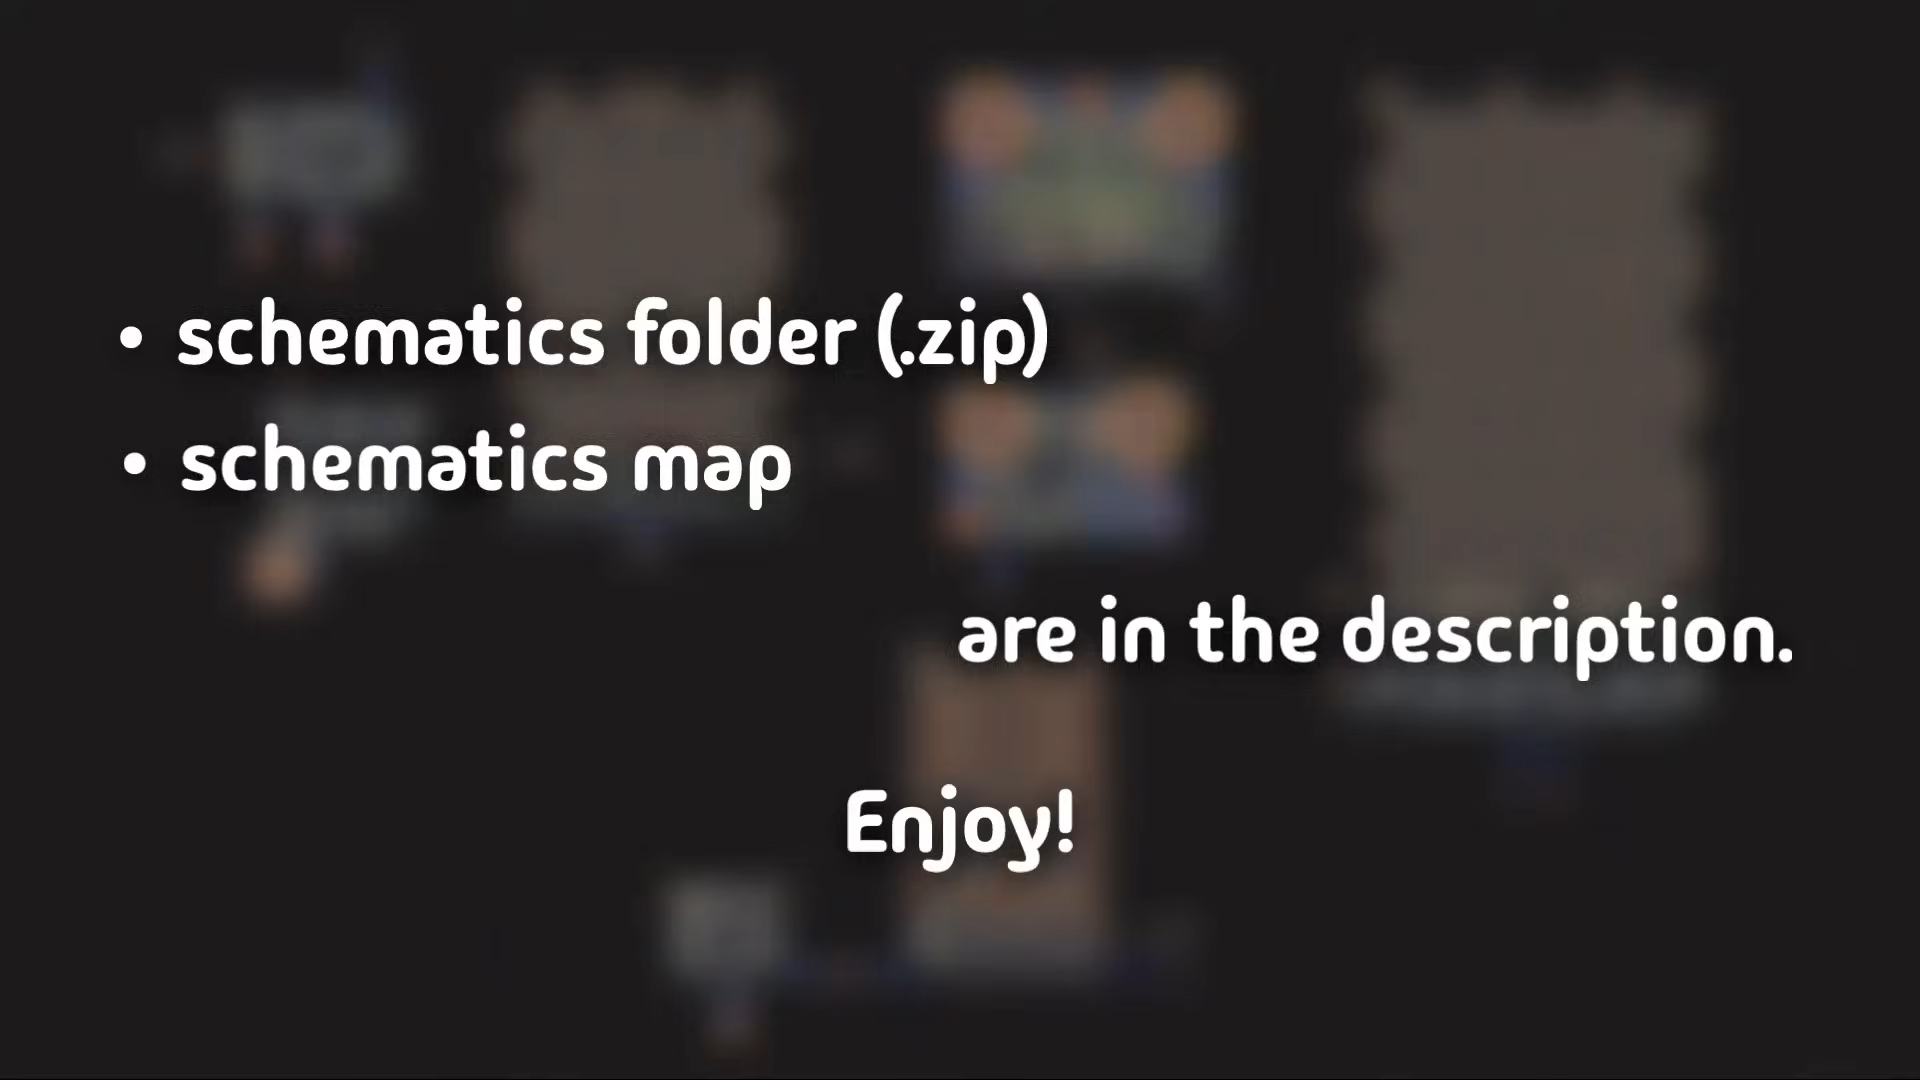 • schematics folder (.zip)
• schematics map
are in the description.
Enjoy!